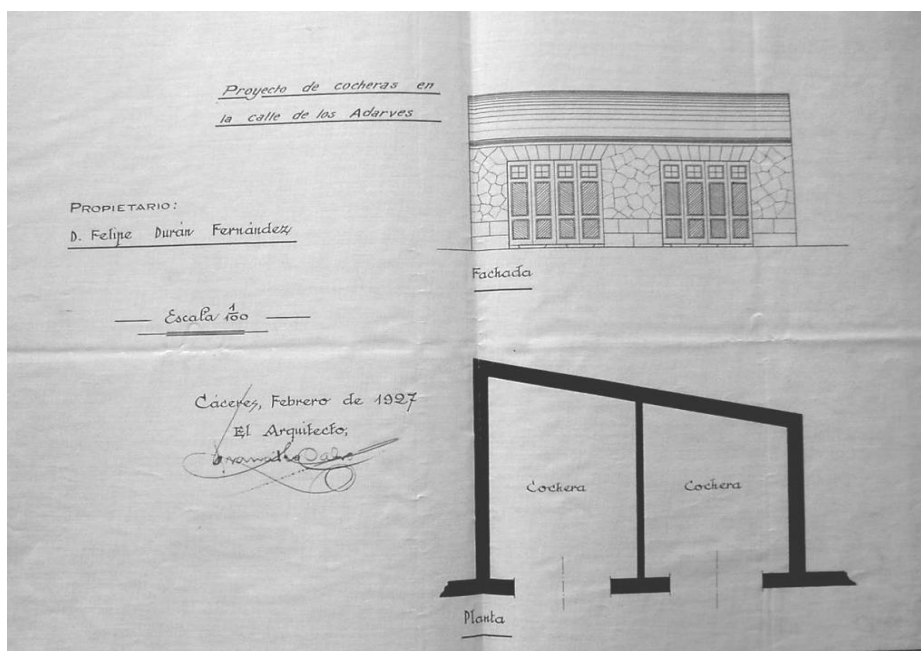 Proyecto de cocheras en
la calle de los Adarves
PROPIETARIO:
D. Felipe Durán Fernández
Escala 1/100
Cáceres, Febrero de 1927
El Arquitecto,
Fachada
Cochera
Cochera
Planta